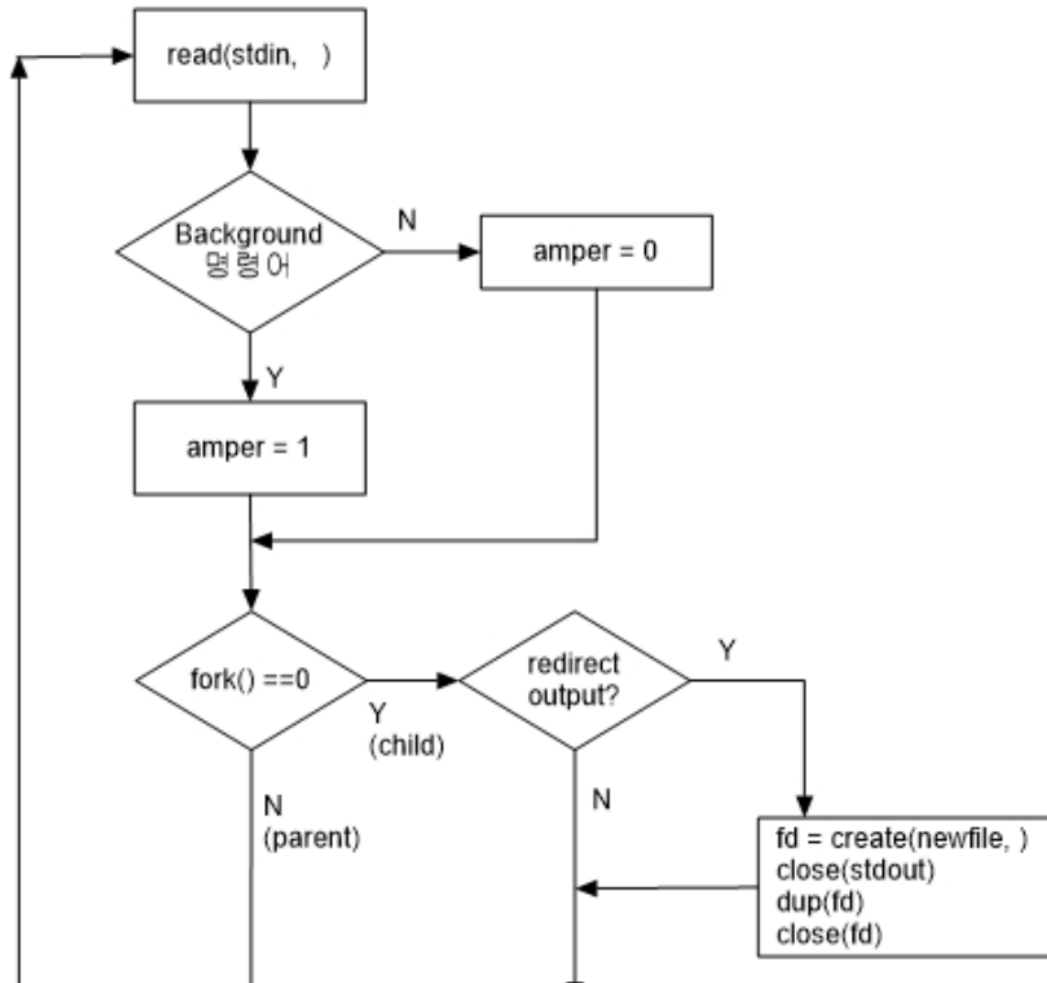 read(stdin, )
Background
명령어
N
amper = 0
Y
amper = 1
fork() ==0
Y
(child)
redirect
output?
Y
N
(parent)
N
fd = create(newfile, )
close(stdout)
dup(fd)
close(fd)